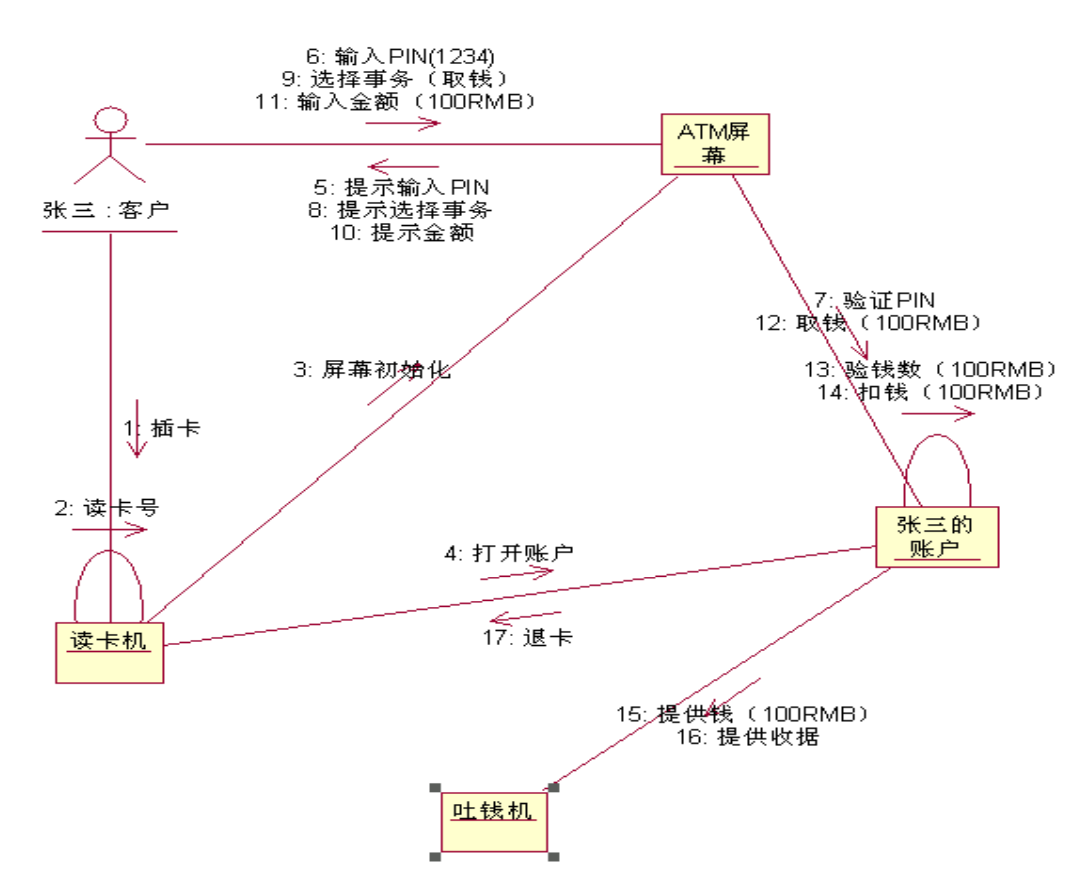 6: 输入PIN(1234)
9: 选择事务（取钱）
11: 输入金额（100RMB）
ATM屏
幕
5: 提示输入PIN
8: 提示选择事务
10: 提示金额
张三 : 客户
7: 验证PIN
12: 取钱（100RMB）
3: 屏幕初始化
13: 验钱数（100RMB）
14: 扣钱（100RMB）
1: 插卡
2: 读卡号
张三的
账户
4: 打开账户
17: 退卡
读卡机
15: 提供钱（100RMB）
16: 提供收据
吐钱机